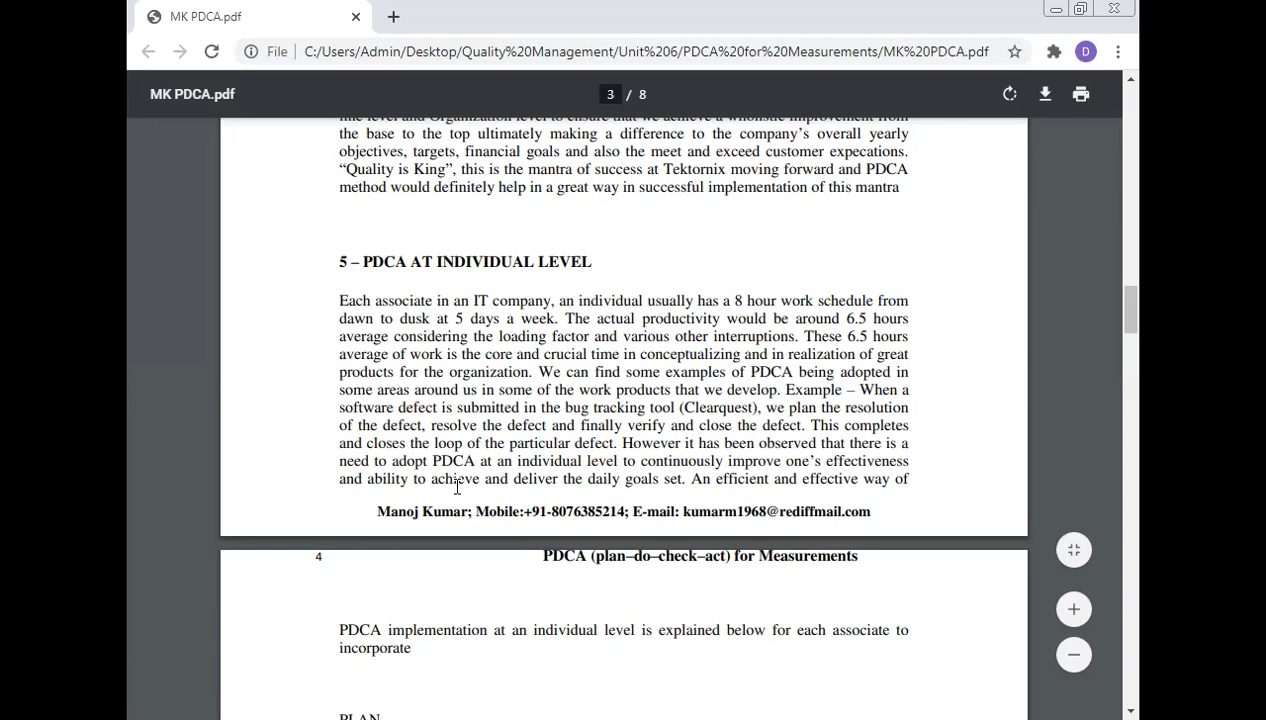 MK PDCA.pdf
File C:/Users/Admin/Desktop/Quality%20Management/Unit%206/PDCA%20for%20Measurements/MK%20PDCA.pdf D
MK PDCA.pdf 3 / 8
line level and Organization level to ensure that we achieve a wholistic improvement from
the base to the top ultimately making a difference to the company's overall yearly
objectives, targets, financial goals and also the meet and exceed customer expecations.
“Quality is King”, this is the mantra of success at Tektornix moving forward and PDCA
method would definitely help in a great way in successful implementation of this mantra
5 – PDCA AT INDIVIDUAL LEVEL
Each associate in an IT company, an individual usually has a 8 hour work schedule from
dawn to dusk at 5 days a week. The actual productivity would be around 6.5 hours
average considering the loading factor and various other interruptions. These 6.5 hours
average of work is the core and crucial time in conceptualizing and in realization of great
products for the organization. We can find some examples of PDCA being adopted in
some areas around us in some of the work products that we develop. Example – When a
software defect is submitted in the bug tracking tool (Clearquest), we plan the resolution
of the defect, resolve the defect and finally verify and close the defect. This completes
and closes the loop of the particular defect. However it has been observed that there is a
need to adopt PDCA at an individual level to continuously improve one's effectiveness
and ability to achieve and deliver the daily goals set. An efficient and effective way of
Manoj Kumar; Mobile:+91-8076385214; E-mail: kumarm1968@rediffmail.com
4 PDCA (plan–do–check–act) for Measurements
PDCA implementation at an individual level is explained below for each associate to
incorporate
PLAN